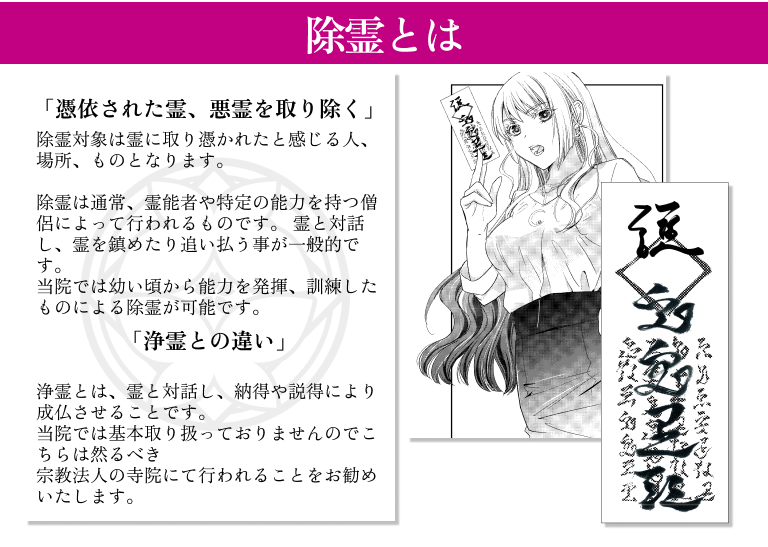 除霊とは
「憑依された霊、悪霊を取り除く」
除霊対象は霊に取り憑かれたと感じる人、
場所、ものとなります。
除霊は通常、霊能者や特定の能力を持つ僧
侶によって行われるものです。 霊と対話
し、霊を鎮めたり追い払う事が一般的で
す。
当院では幼い頃から能力を発揮、訓練した
ものによる除霊が可能です。
「浄霊との違い」
浄霊とは、霊と対話し、納得や説得により
成仏させることです。
当院では基本取り扱っておりませんのでこ
ちらは然るべき
宗教法人の寺院にて行われることをお勧め
いたします。